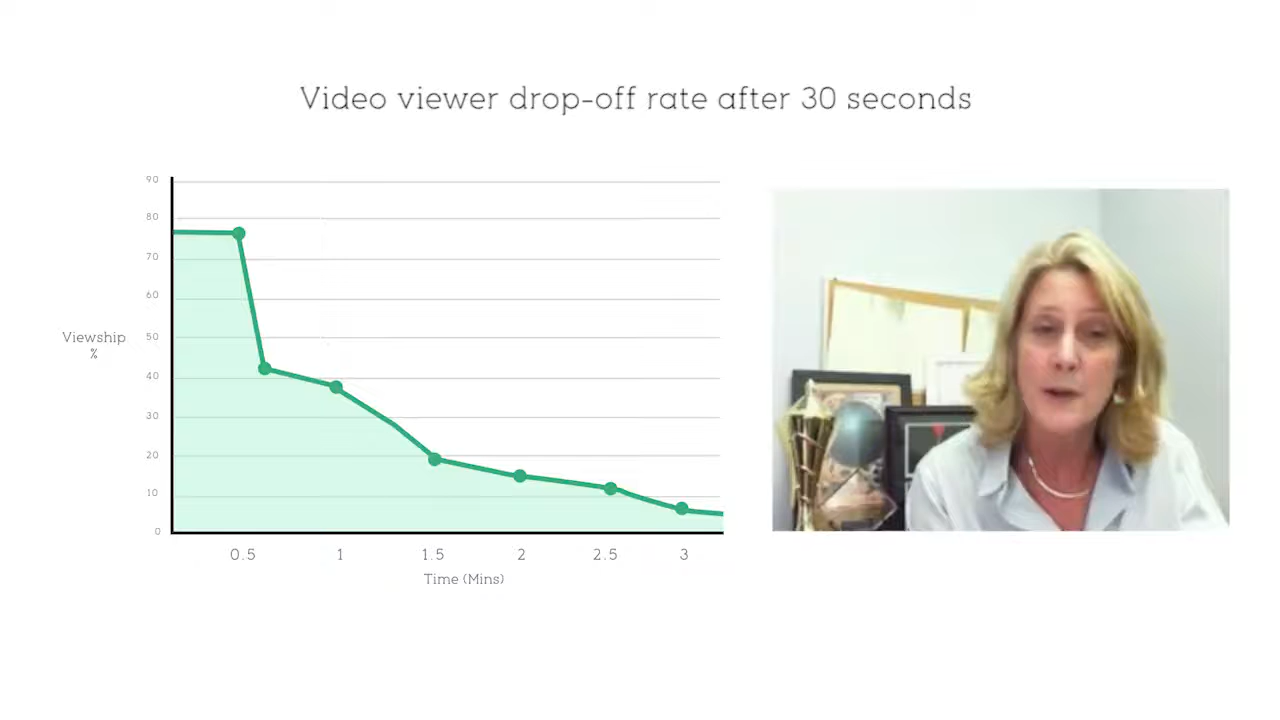 Video viewer drop-off rate after 30 seconds
90
80
70
60
50
40
30
20
10
0
Viewship
%
0.5 1 1.5 2 2.5 3
Time (Mins)